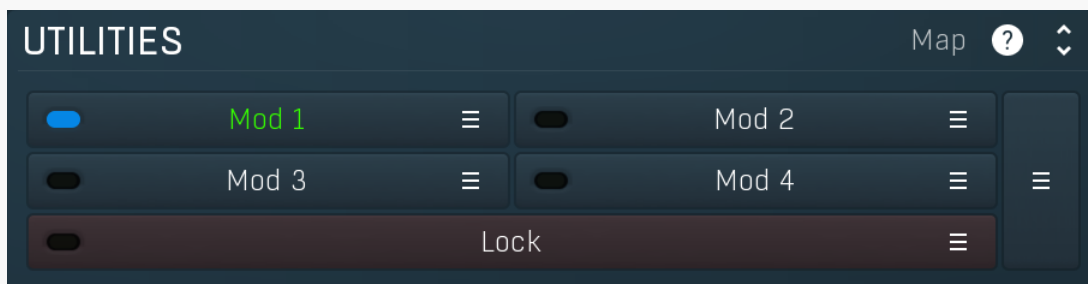 UTILITIES Map ?
Mod 1 Mod 2
Mod 3 Mod 4
Lock